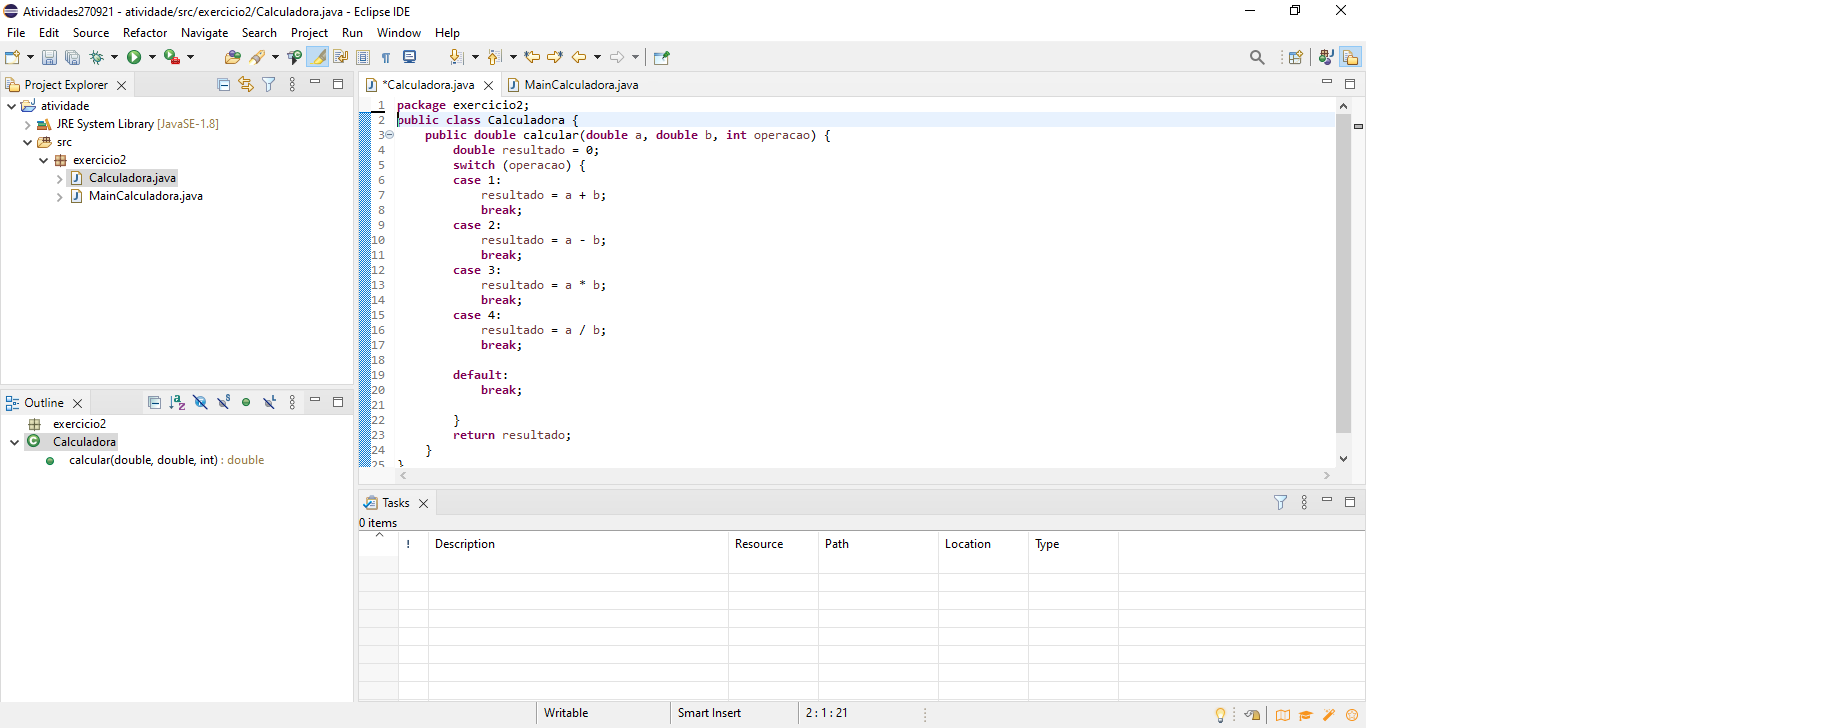 Atividades270921 - atividade/src/exercicio2/Calculadora.java - Eclipse IDE
File Edit Source Refactor Navigate Search Project Run Window Help
Project Explorer
atividade
JRE System Library [JavaSE-1.8]
src
exercicio2
Calculadora.java
MainCalculadora.java
Outline
exercicio2
Calculadora
calcular(double, double, int) : double
*Calculadora.java MainCalculadora.java
1 package exercicio2;
2 public class Calculadora {
3 public double calcular(double a, double b, int operacao) {
4 double resultado = 0;
5 switch (operacao) {
6 case 1:
7 resultado = a + b;
8 break;
9 case 2:
10 resultado = a - b;
11 break;
12 case 3:
13 resultado = a * b;
14 break;
15 case 4:
16 resultado = a / b;
17 break;
18
19 default:
20 break;
21
22 }
23 return resultado;
24 }
25 }
Tasks
0 items
! Description Resource Path Location Type
Writable Smart Insert 2 : 1 : 21